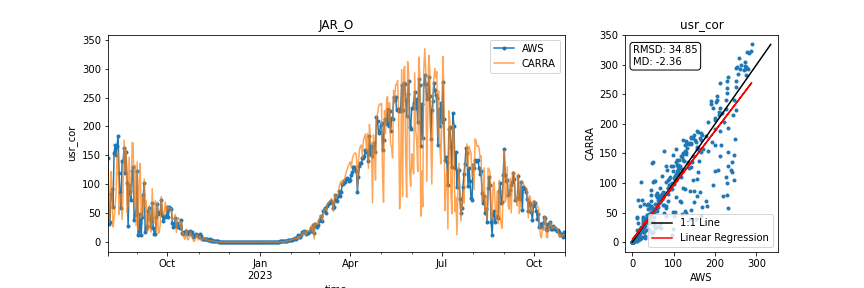 JAR_O
usr_cor
350
300
250
200
150
100
50
0
usr_cor
AWS
CARRA
Oct
Jan
2023
Apr
Jul
Oct
time
usr_cor
350
300
250
200
150
100
50
0
CARRA
RMSD: 34.85
MD: -2.36
1:1 Line
Linear Regression
0
100
200
300
AWS